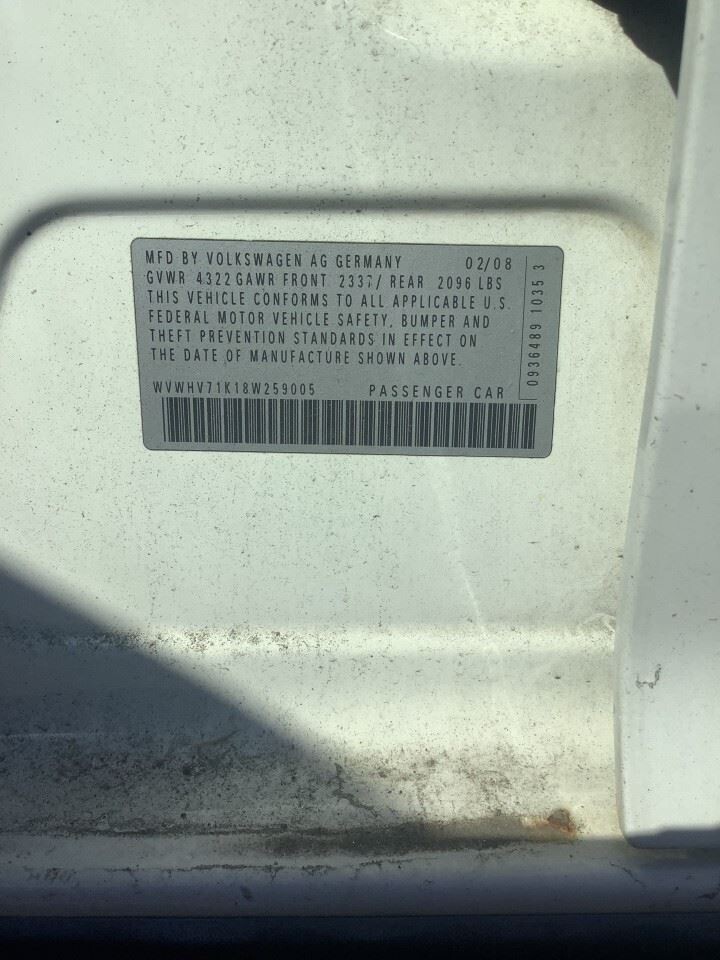 MFD BY VOLKSWAGEN AG GERMANY 02/08
GVWR 4322 GAWR FRONT 2337/ REAR 2096 LBS
THIS VEHICLE CONFORMS TO ALL APPLICABLE U.S.
FEDERAL MOTOR VEHICLE SAFETY, BUMPER AND
THEFT PREVENTION STANDARDS IN EFFECT ON
THE DATE OF MANUFACTURE SHOWN ABOVE.
WVWHV71K18W259005 PASSENGER CAR
0936489 1035 3